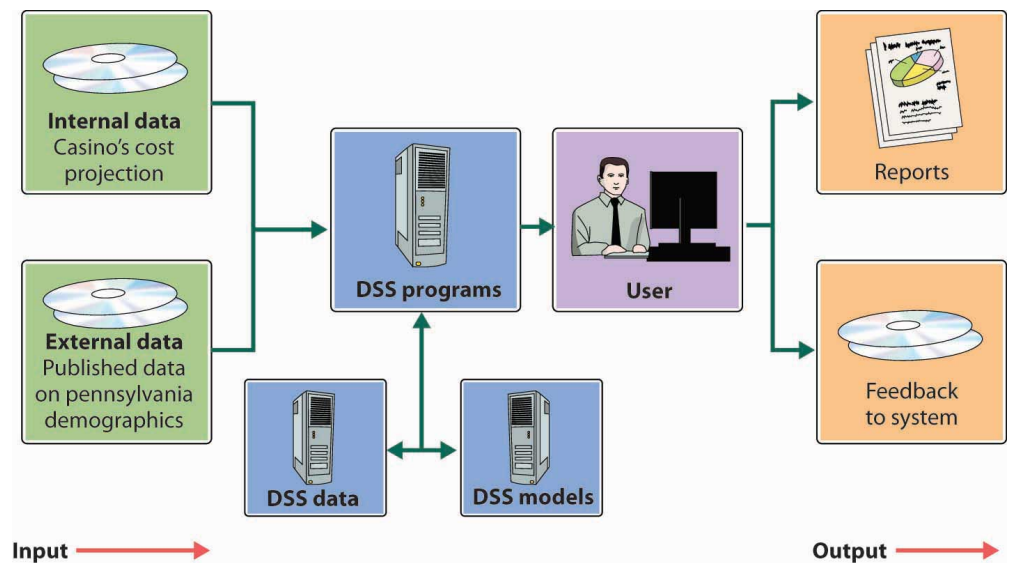 Internal data
Casino's cost
projection
External data
Published data
on pennsylvania
demographics
DSS programs
DSS data
DSS models
User
Reports
Feedback
to system
Input
Output